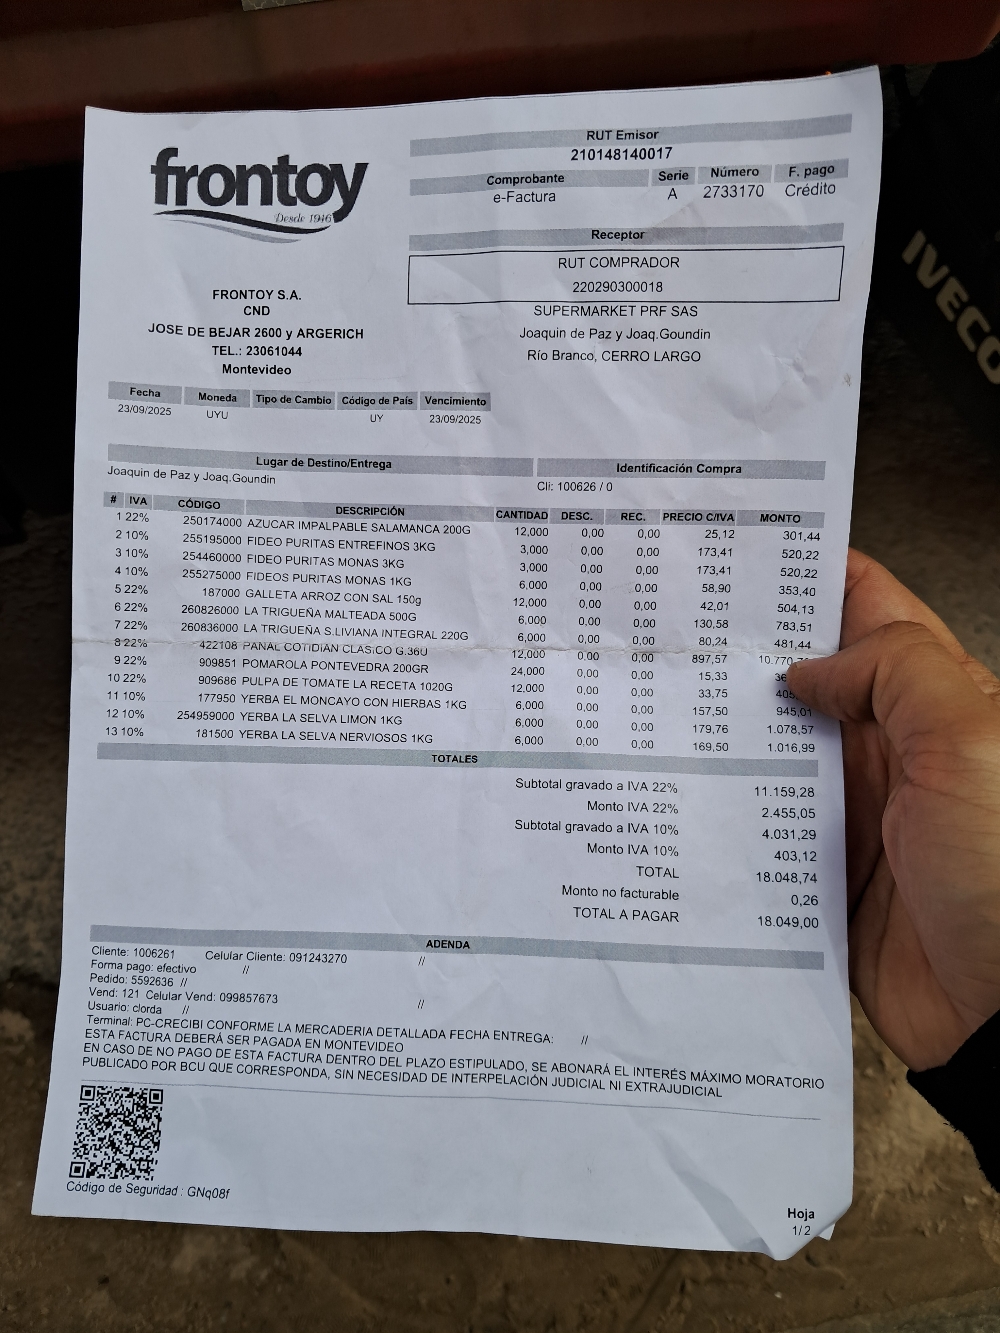 frontoy
Desde 1946
RUT Emisor
210148140017
Comprobante Serie Número F. pago
e-Factura A 2733170 Crédito
Receptor
RUT COMPRADOR
220290300018
SUPERMARKET PRF SAS
Joaquin de Paz y Joaq.Goundin
Río Branco, CERRO LARGO
FRONTOY S.A.
CND
JOSE DE BEJAR 2600 y ARGERICH
TEL.: 23061044
Montevideo
Fecha Moneda Tipo de Cambio Código de País Vencimiento
23/09/2025 UYU UY 23/09/2025
Lugar de Destino/Entrega Identificación Compra
Joaquin de Paz y Joaq.Goundin Cli: 100626 / 0
# IVA CÓDIGO DESCRIPCIÓN CANTIDAD DESC. REC. PRECIO C/IVA MONTO
1 22% 250174000 AZUCAR IMPALPABLE SALAMANCA 200G 12,000 0,00 0,00 25,12 301,44
2 10% 255195000 FIDEO PURITAS ENTREFINOS 3KG 3,000 0,00 0,00 173,41 520,22
3 10% 254460000 FIDEO PURITAS MONAS 3KG 3,000 0,00 0,00 173,41 520,22
4 10% 255275000 FIDEOS PURITAS MONAS 1KG 6,000 0,00 0,00 58,90 353,40
5 22% 187000 GALLETA ARROZ CON SAL 150g 12,000 0,00 0,00 42,01 504,13
6 22% 260826000 LA TRIGUEÑA MALTEADA 500G 6,000 0,00 0,00 130,58 783,51
7 22% 260836000 LA TRIGUEÑA S.LIVIANA INTEGRAL 220G 6,000 0,00 0,00 80,24 481,44
8 22% 422108 PAÑAL COTIDIAN CLASICO G.36U 12,000 0,00 0,00 897,57
9 22% 909851 POMAROLA PONTEVEDRA 200GR 24,000 0,00 0,00 15,33
10 22% 909686 PULPA DE TOMATE LA RECETA 1020G 12,000 0,00 0,00 33,75
11 10% 177950 YERBA EL MONCAYO CON HIERBAS 1KG 6,000 0,00 0,00 157,50 945,01
12 10% 254959000 YERBA LA SELVA LIMON 1KG 6,000 0,00 0,00 179,76 1.078,57
13 10% 181500 YERBA LA SELVA NERVIOSOS 1KG 6,000 0,00 0,00 169,50 1.016,99
TOTALES
Subtotal gravado a IVA 22% 11.159,28
Monto IVA 22% 2.455,05
Subtotal gravado a IVA 10% 4.031,29
Monto IVA 10% 403,12
TOTAL 18.048,74
Monto no facturable 0,26
TOTAL A PAGAR 18.049,00
ADENDA
Cliente: 1006261 Celular Cliente: 091243270 //
Forma pago: efectivo //
Pedido: 5592636 //
Vend: 121 Celular Vend: 099857673 //
Usuario: clorda //
Terminal: PC-CRECIBI CONFORME LA MERCADERIA DETALLADA FECHA ENTREGA: //
ESTA FACTURA DEBERÁ SER PAGADA EN MONTEVIDEO
EN CASO DE NO PAGO DE ESTA FACTURA DENTRO DEL PLAZO ESTIPULADO, SE ABONARÁ EL INTERÉS MÁXIMO MORATORIO
PUBLICADO POR BCU QUE CORRESPONDA, SIN NECESIDAD DE INTERPELACIÓN JUDICIAL NI EXTRAJUDICIAL
Código de Seguridad : GNq08f
Hoja
1/2
IVECO